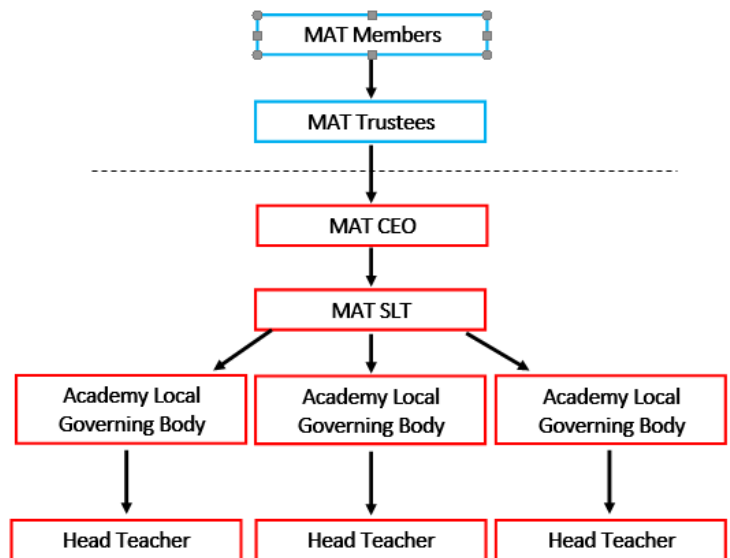 MAT Members
MAT Trustees
MAT CEO
MAT SLT
Academy Local
Governing Body
Academy Local
Governing Body
Academy Local
Governing Body
Head Teacher
Head Teacher
Head Teacher